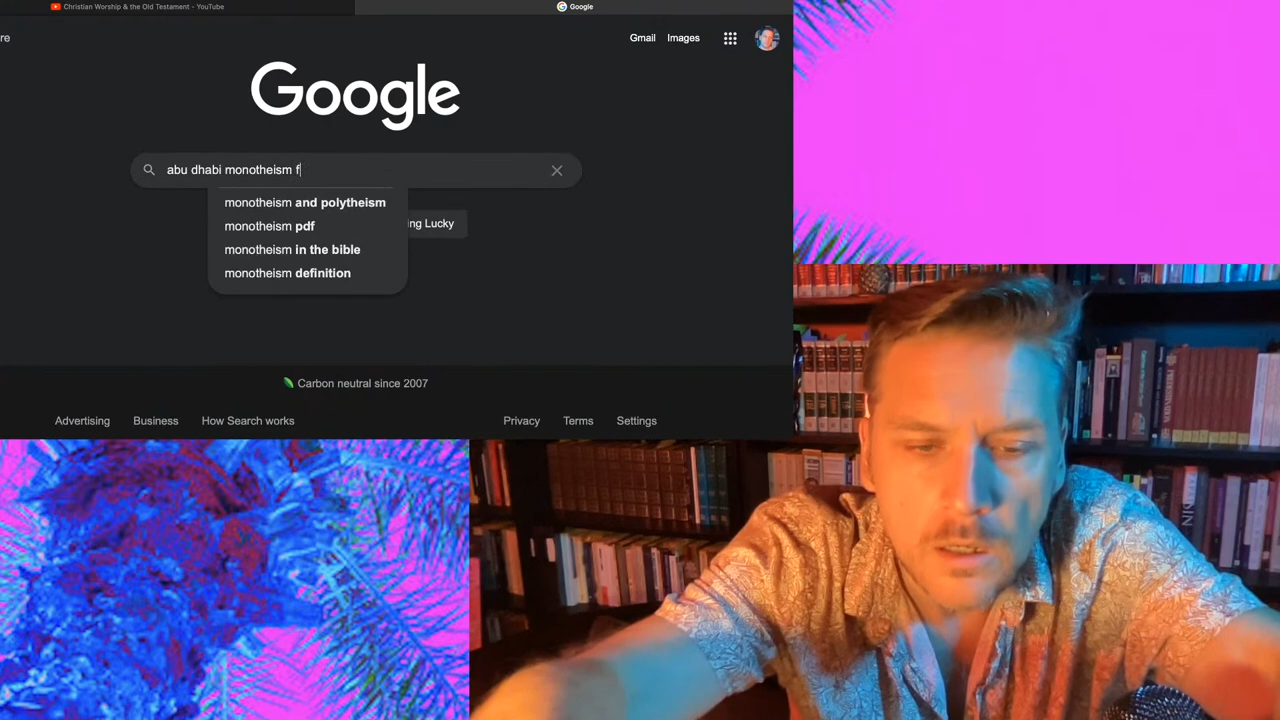 Christian Worship & the Old Testament - YouTube
Google
re
Gmail
Images
Google
abu dhabi monotheism f
monotheism and polytheism
monotheism pdf
ing Lucky
monotheism in the bible
monotheism definition
Carbon neutral since 2007
Advertising
Business
How Search works
Privacy
Terms
Settings